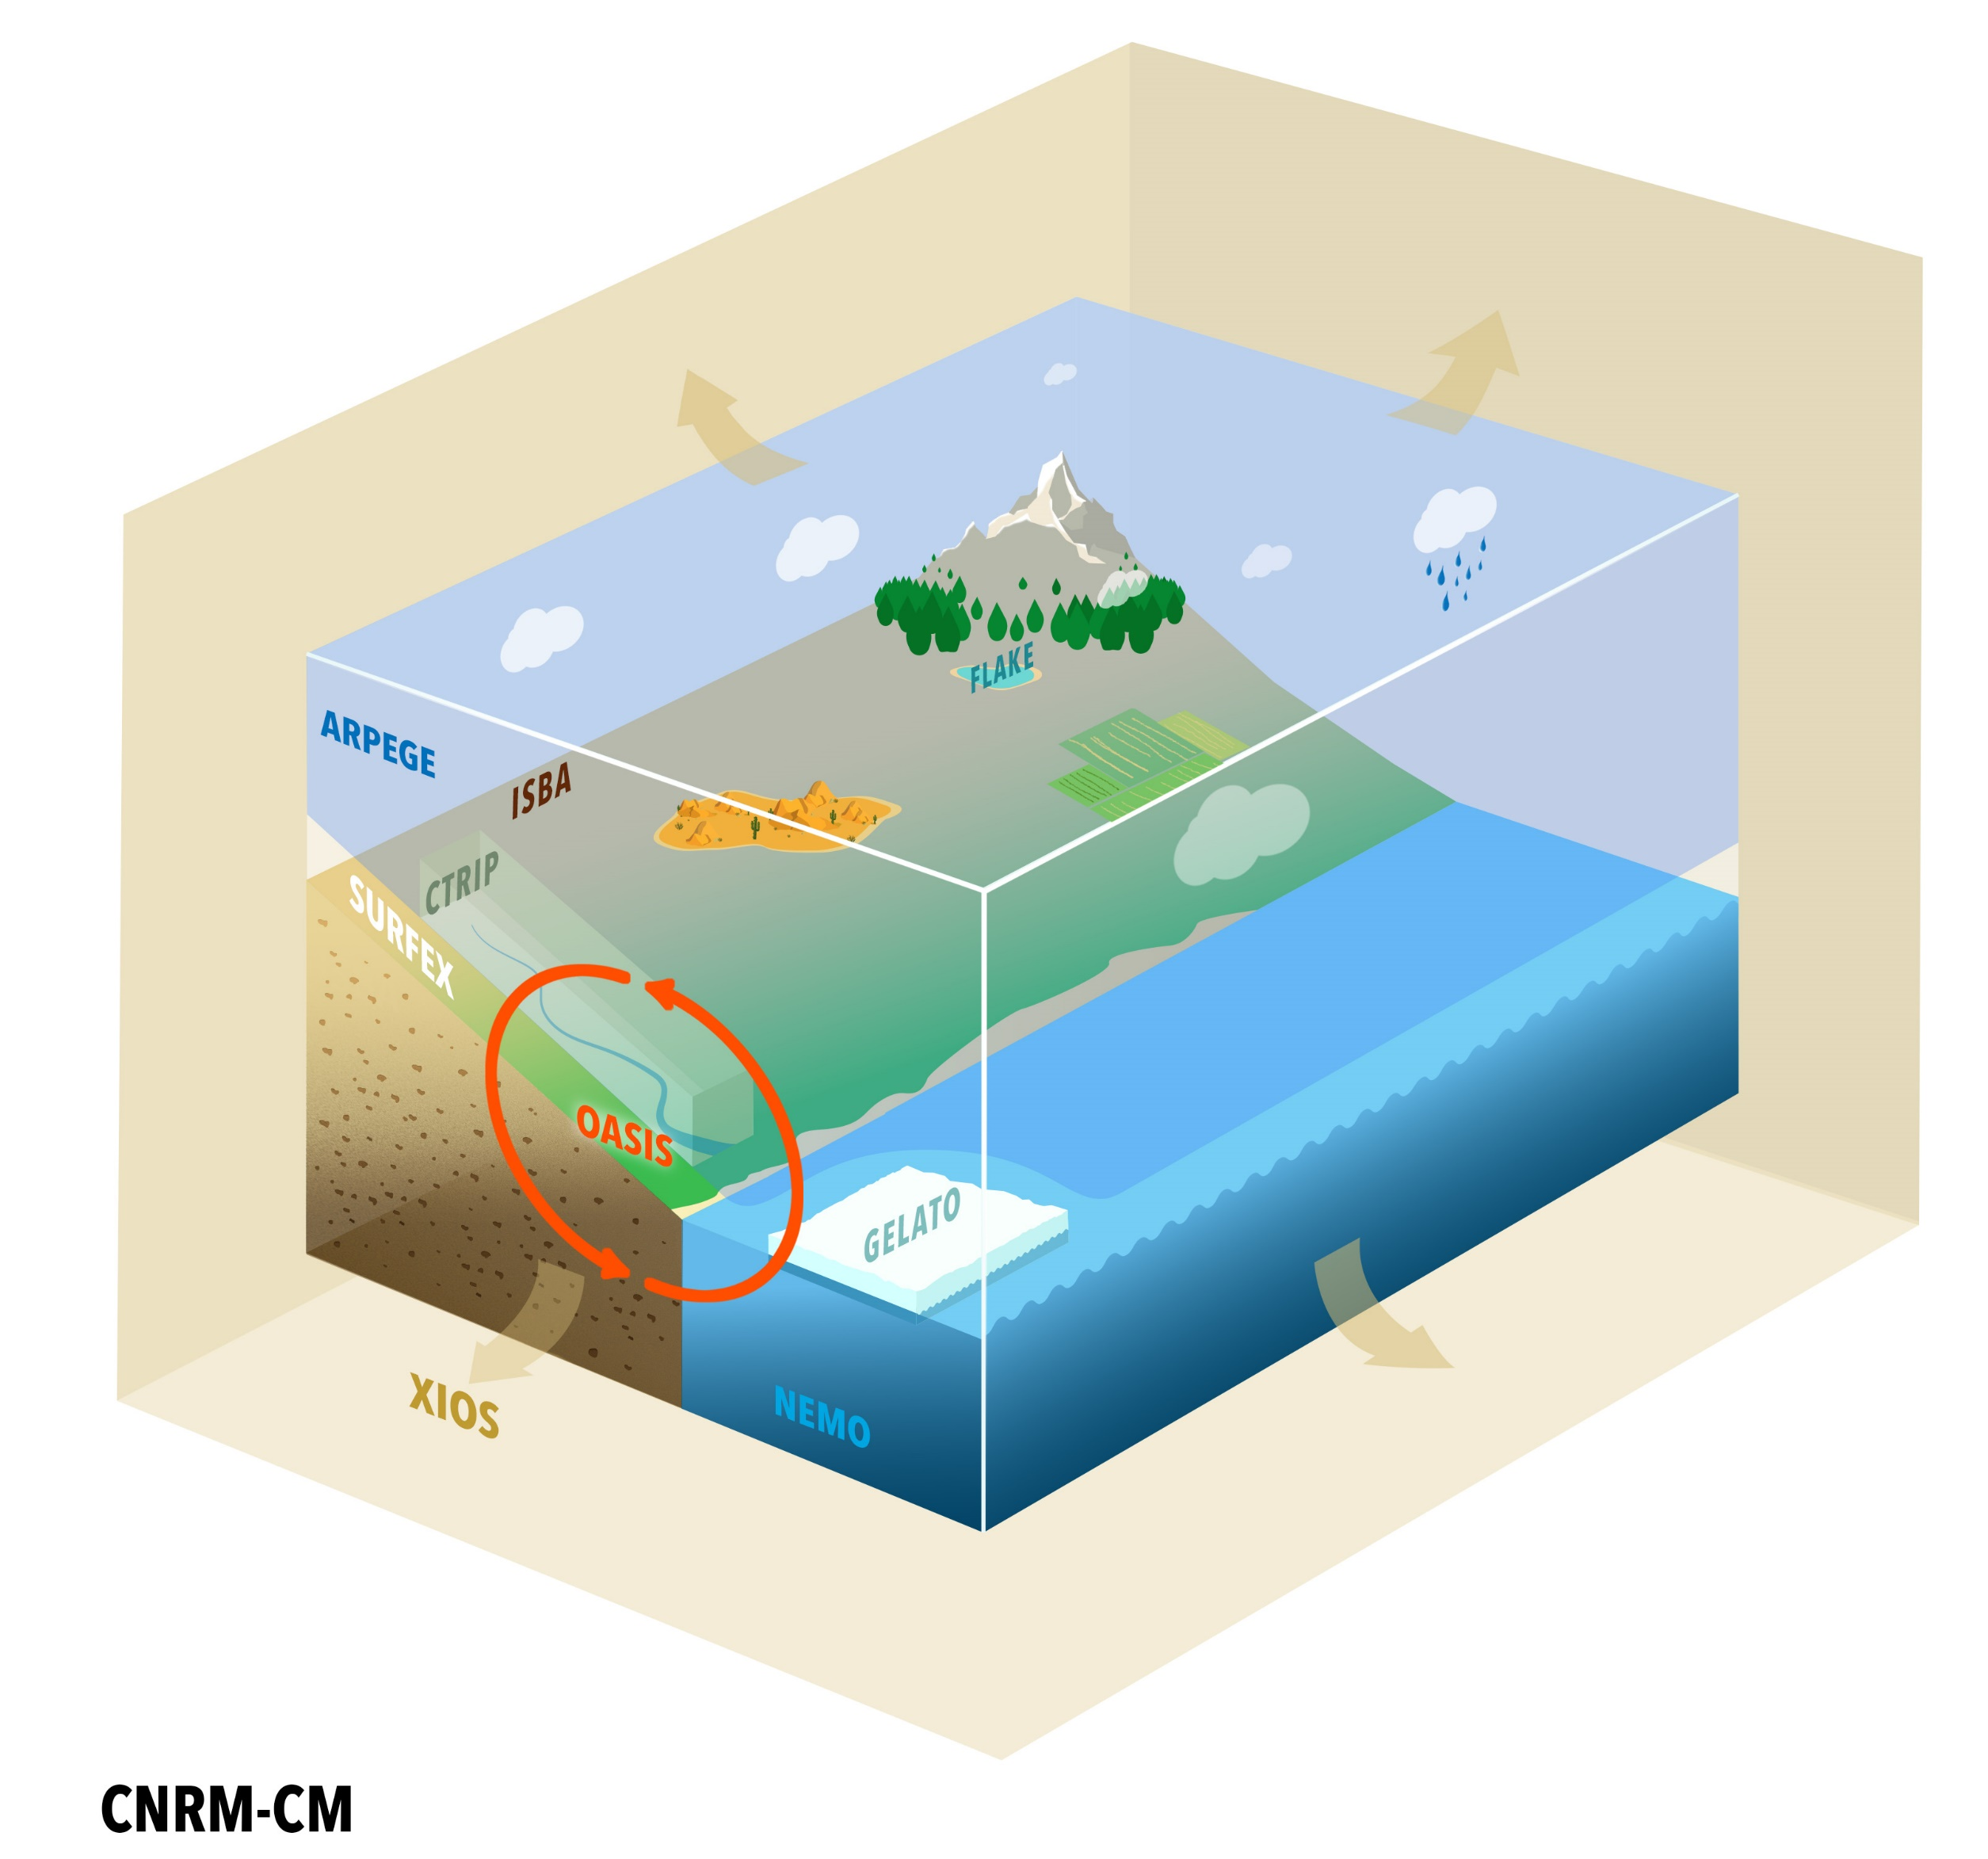 FLAKE
ARPEGE
ISBA
CTRIP
SURFEX
OASIS
GELATO
XIOS
NEMO
CNRM-CM